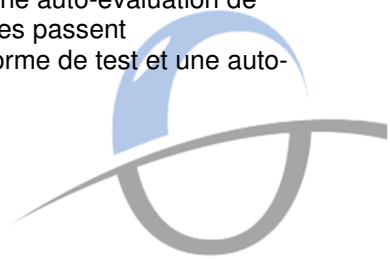 ne auto-évaluation de
es passent
orme de test et une auto-